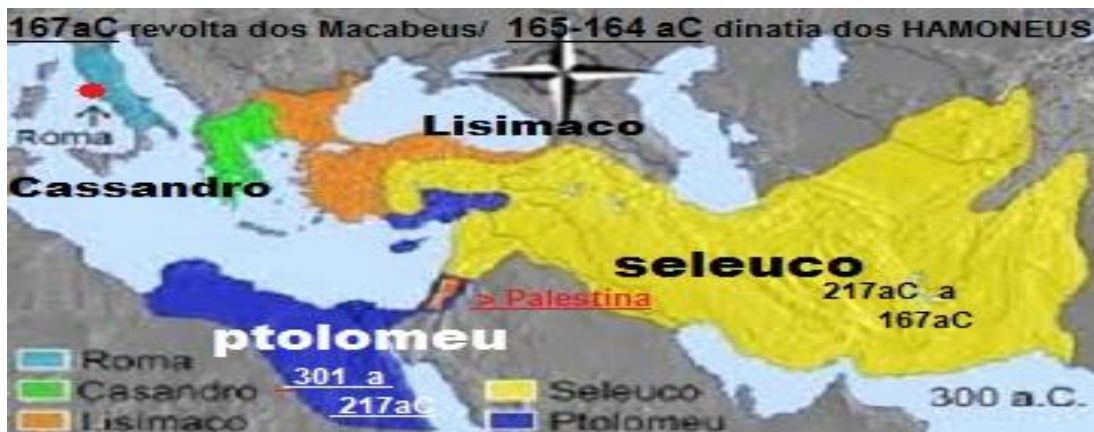 167aC revolta dos Macabeus/ 165-164 aC dinatia dos HAMONEUS
Roma
Lisimaco
Cassandro
seleuco
217aC a
167aC
> Palestina
ptolomeu
301 a
217aC
Roma
Casandro
Lisímaco
Seleuco
Ptolomeu
300 a.C.